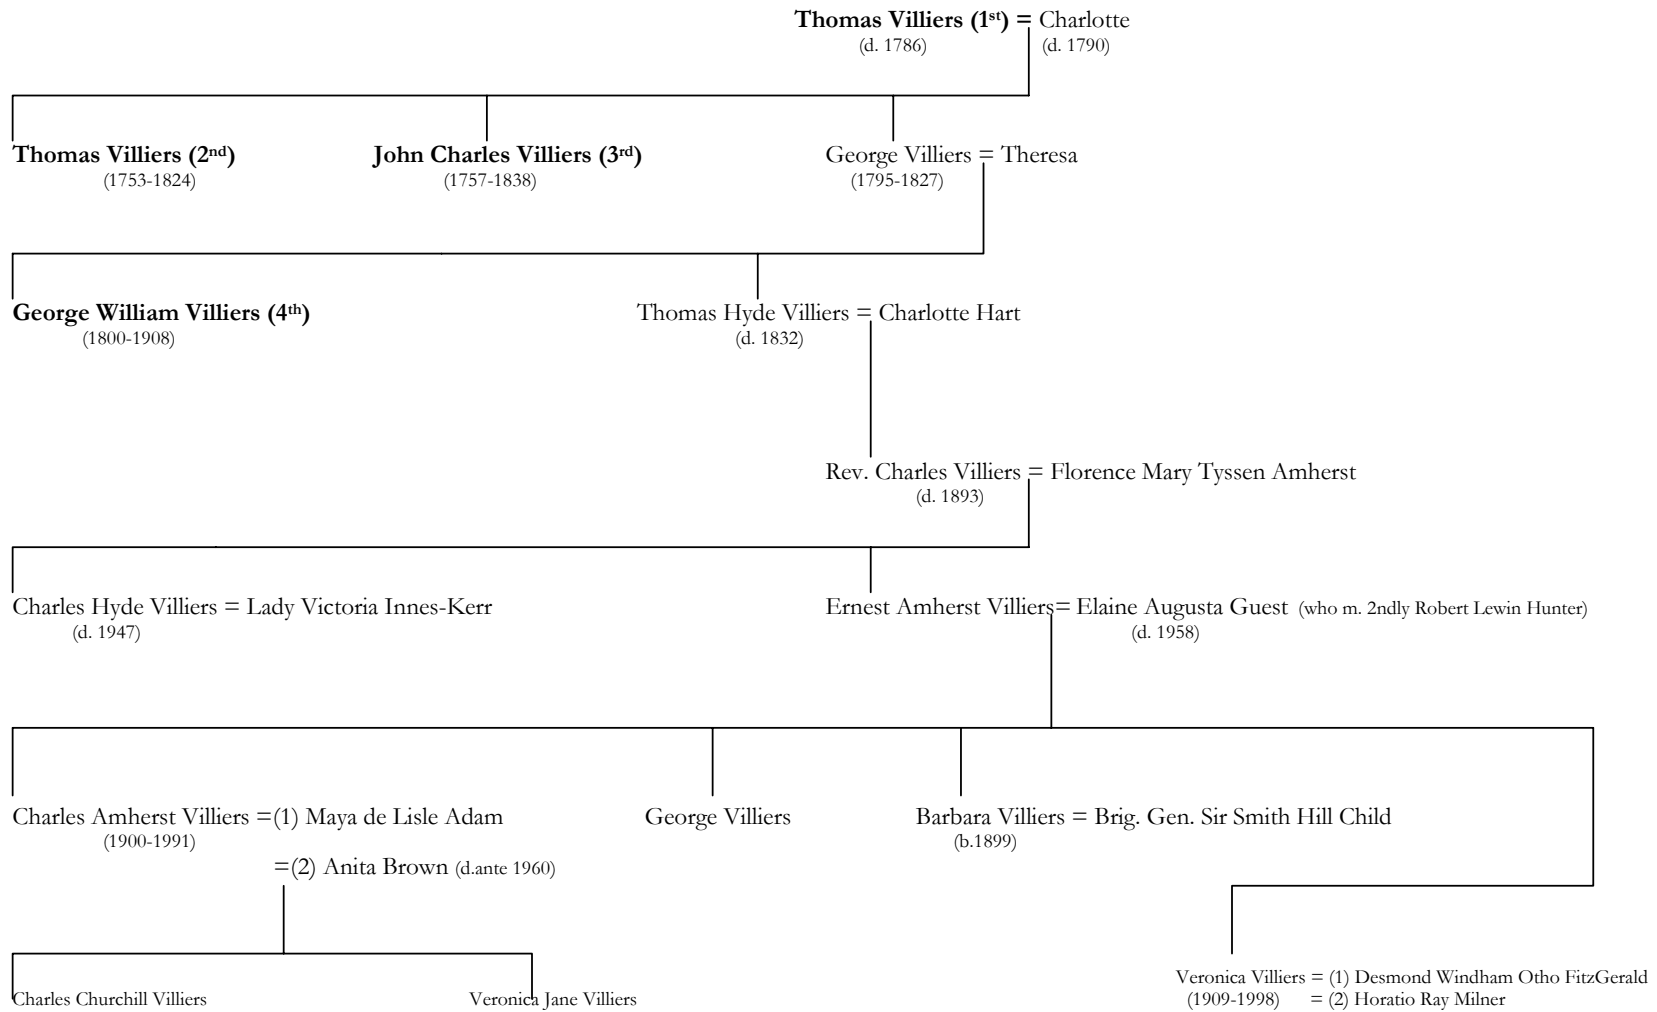 Thomas Villiers (1st) = Charlotte
(d. 1786) (d. 1790)
Thomas Villiers (2nd) John Charles Villiers (3rd) George Villiers = Theresa
(1753-1824) (1757-1838) (1795-1827)
George William Villiers (4th) Thomas Hyde Villiers = Charlotte Hart
(1800-1908) (d. 1832)
Rev. Charles Villiers = Florence Mary Tyssen Amherst
(d. 1893)
Charles Hyde Villiers = Lady Victoria Innes-Kerr Ernest Amherst Villiers= Elaine Augusta Guest (who m. 2ndly Robert Lewin Hunter)
(d. 1947) (d. 1958)
Charles Amherst Villiers =(1) Maya de Lisle Adam George Villiers Barbara Villiers = Brig. Gen. Sir Smith Hill Child
(1900-1991) (b.1899)
=(2) Anita Brown (d.ante 1960)
Veronica Villiers = (1) Desmond Windham Otho FitzGerald
Charles Churchill Villiers Veronica Jane Villiers (1909-1998) = (2) Horatio Ray Milner